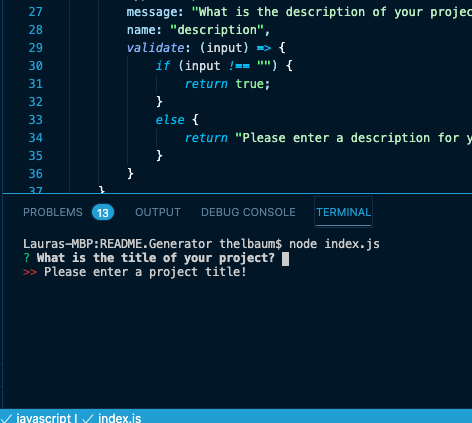 27 message: "What is the description of your projec
28 name: "description",
29 validate: (input) => {
30 if (input !== "") {
31 return true;
32 }
33 else {
34 return "Please enter a description for y
35 }
36 }
37 }
PROBLEMS 13 OUTPUT DEBUG CONSOLE TERMINAL
Lauras-MBP:README.Generator thelbaum$ node index.js
? What is the title of your project?
>> Please enter a project title!
✓ javascript | ✓ index.js